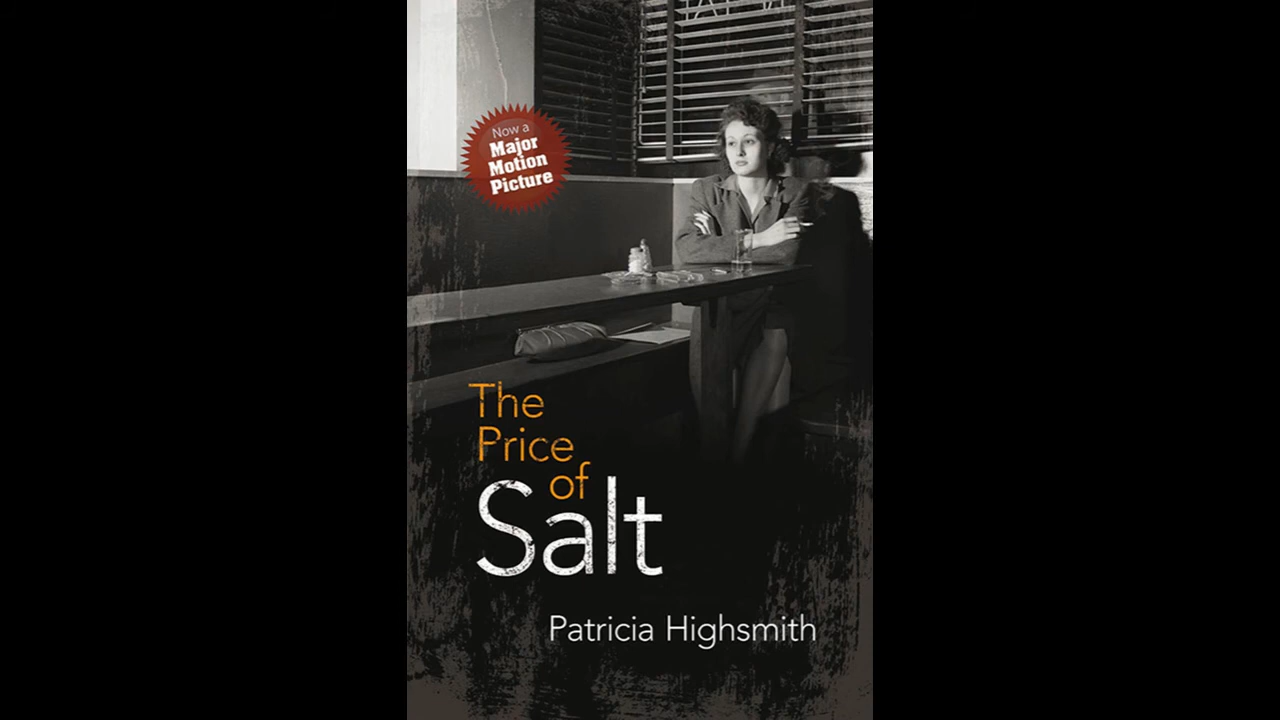 Now a
Major
Motion
Picture
The
Price
of
Salt
Patricia Highsmith